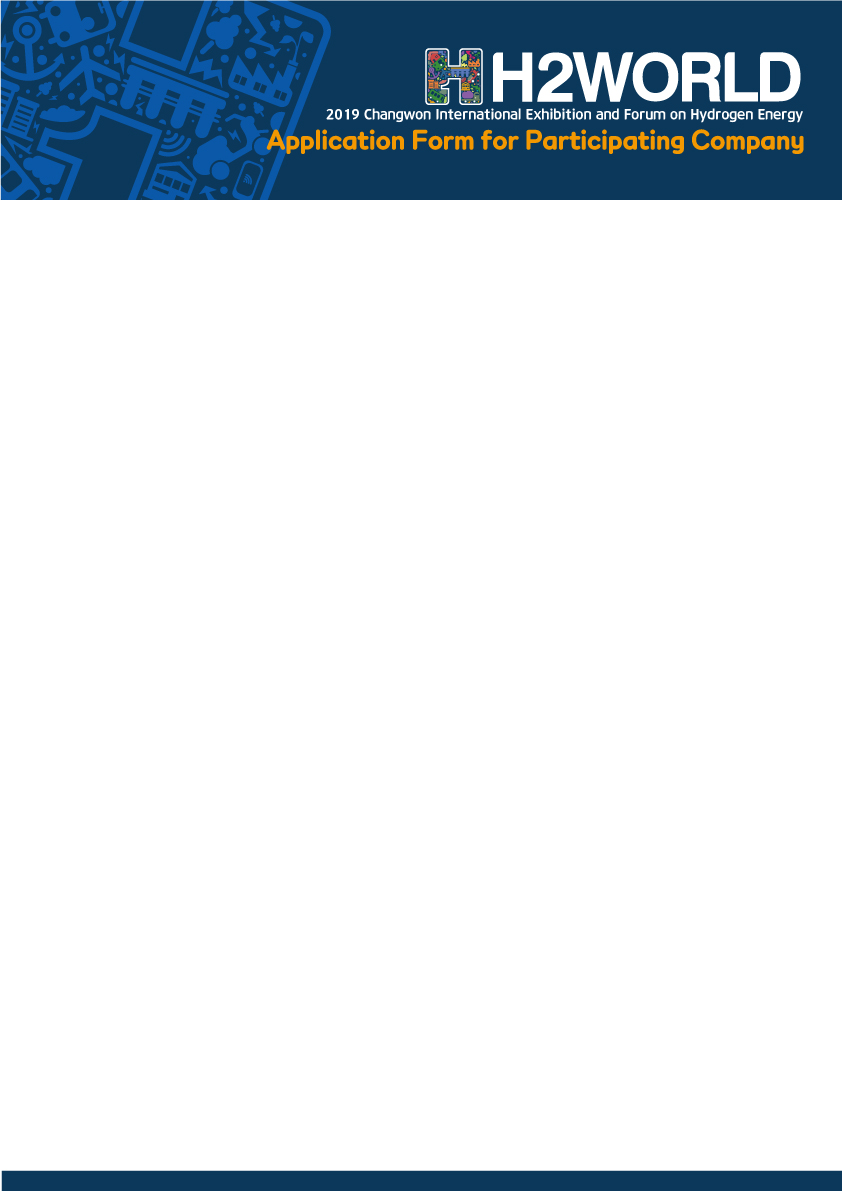 H2WORLD
2019 Changwon International Exhibition and Forum on Hydrogen Energy
Application Form for Participating Company